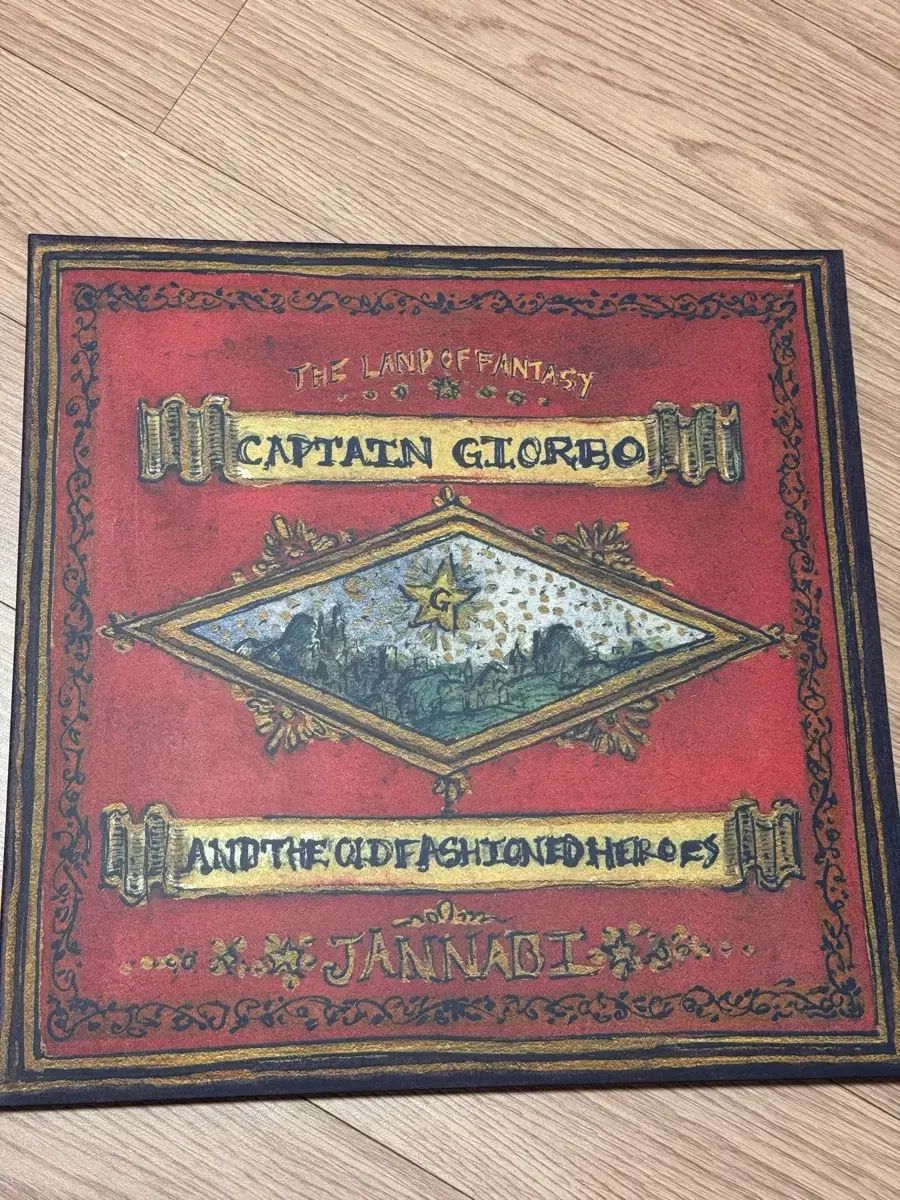 THE LAND OF FANTASY
CAPTAIN GIORBO
G
AND THE OLD FASHIONED HEROES
JANNABI